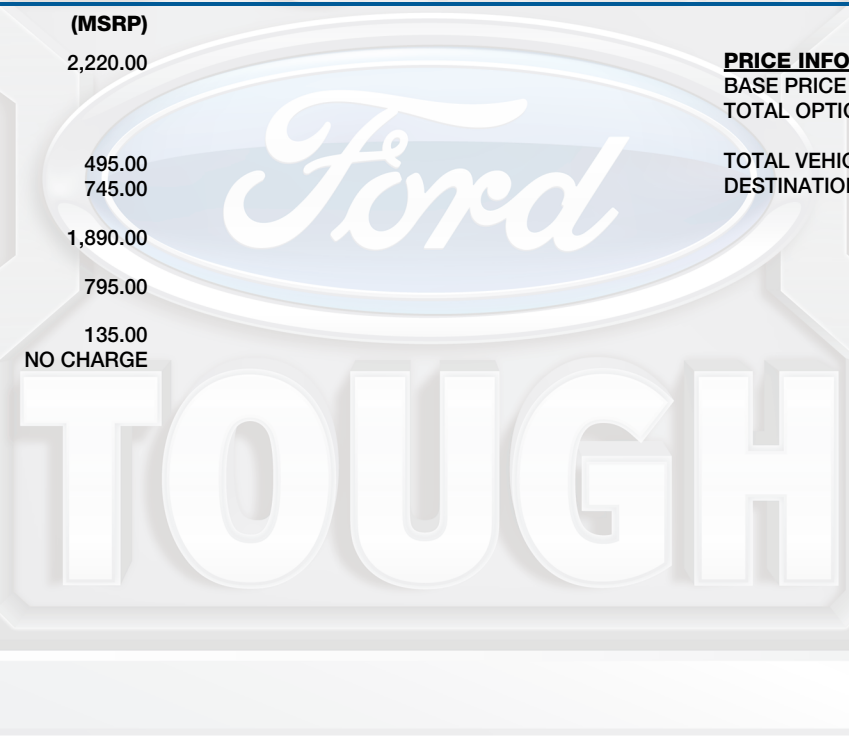 (MSRP)
2,220.00
495.00
745.00
1,890.00
795.00
135.00
NO CHARGE
PRICE INFO
BASE PRICE
TOTAL OPTIO
TOTAL VEHIC
DESTINATION
Ford
TOUGH